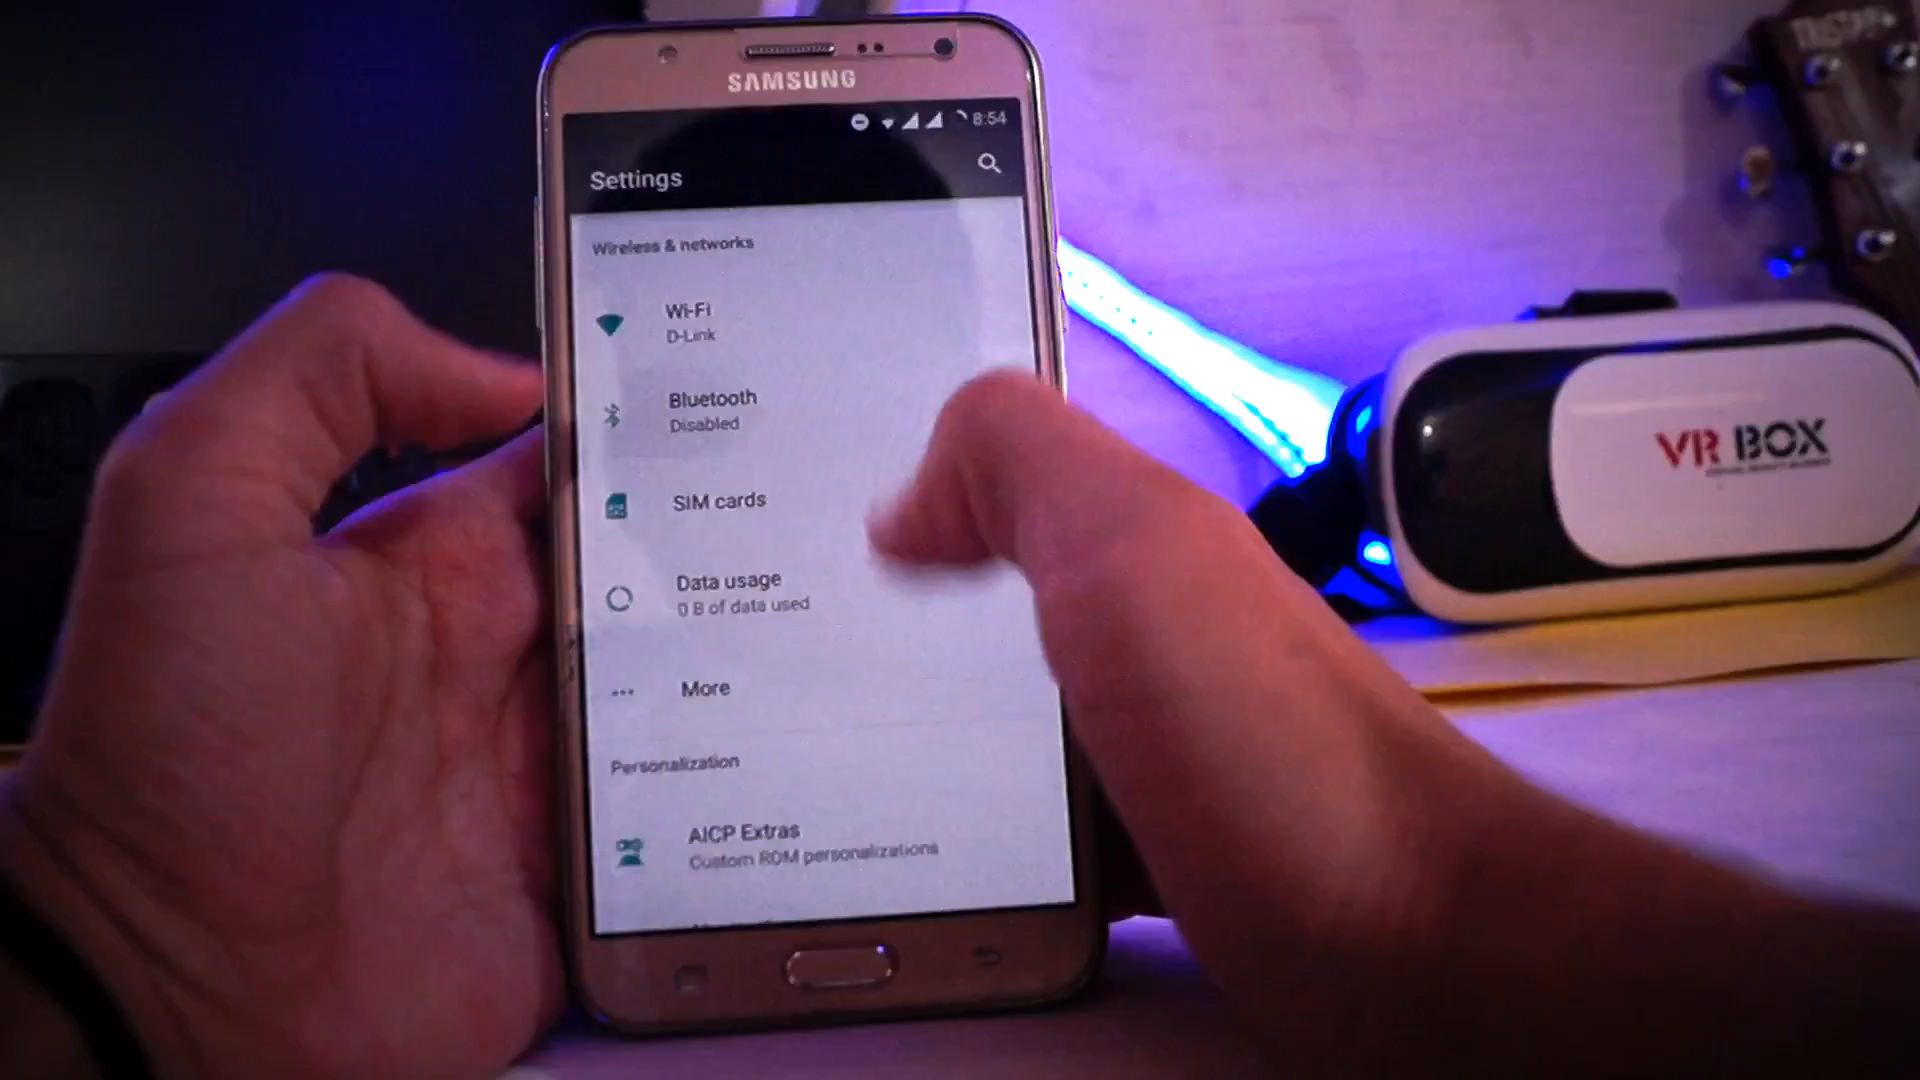 TRISTAR
SAMSUNG
8:54
Settings
Wireless & networks
Wi-Fi
D-Link
Bluetooth
Disabled
SIM cards
Data usage
0 B of data used
More
Personalization
AICP Extras
Custom ROM personalizations
VR BOX